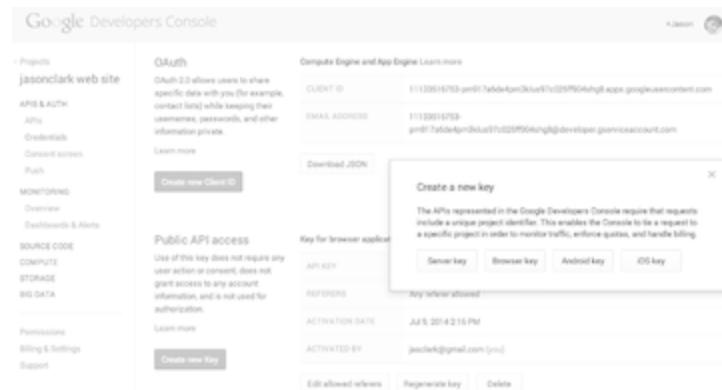 Google Developers Console
Jason
‹ Projects
jasonclark web site
APIS & AUTH
APIs
Credentials
Consent screen
Push
MONITORING
Overview
Dashboards & Alerts
SOURCE CODE
COMPUTE
STORAGE
BIG DATA
Permissions
Billing & Settings
Support
OAuth
OAuth 2.0 allows users to share
specific data with you (for example,
contact lists) while keeping their
usernames, passwords, and other
information private.
Learn more
Create new Client ID
Public API access
Use of this key does not require any
user action or consent, does not
grant access to any account
information, and is not used for
authorization.
Learn more
Create new Key
Compute Engine and App Engine Learn more
CLIENT ID
EMAIL ADDRESS
Download JSON
Key for browser applicat
API KEY
REFERERS Any referer allowed
ACTIVATION DATE Jul 9, 2014 2:15 PM
ACTIVATED BY jasclark@gmail.com (you)
Edit allowed referers Regenerate key Delete
Create a new key
The APIs represented in the Google Developers Console require that requests
include a unique project identifier. This enables the Console to tie a request to
a specific project in order to monitor traffic, enforce quotas, and handle billing.
Server key Browser key Android key iOS key